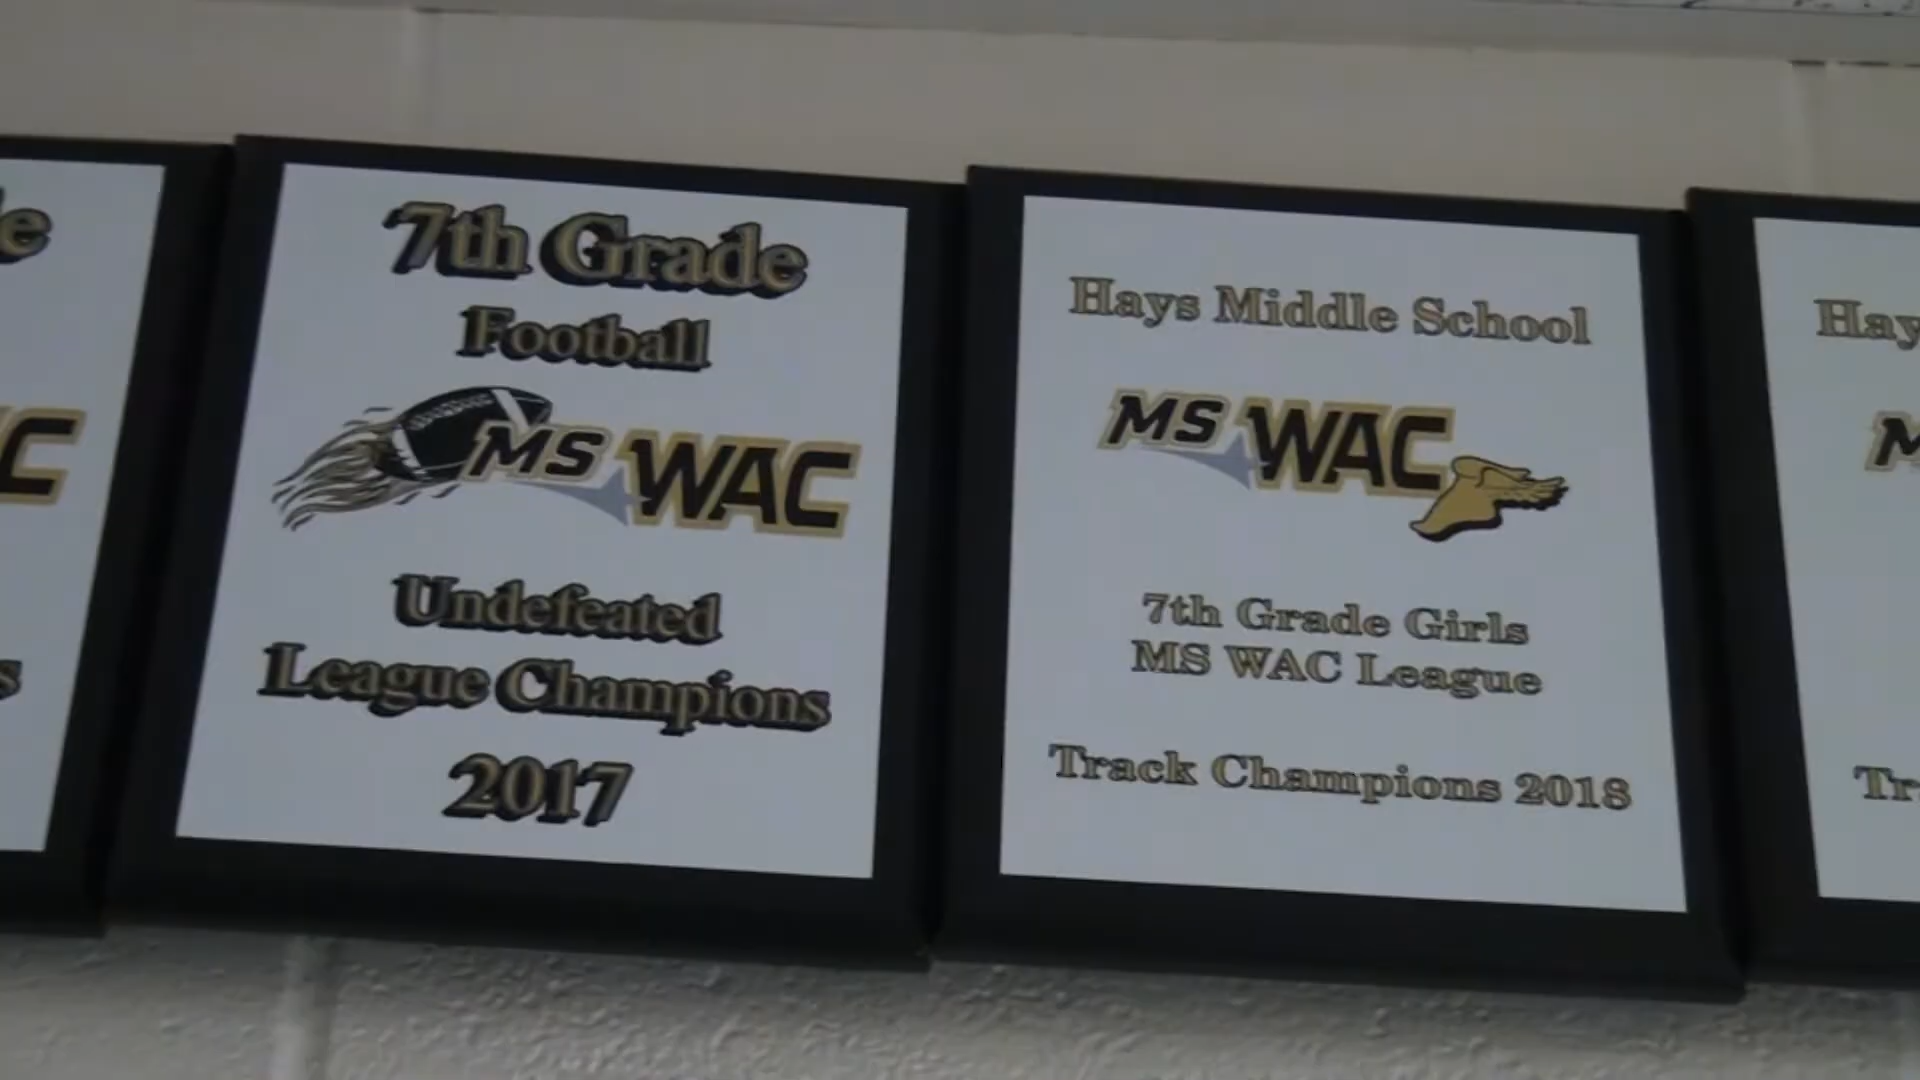 7th Grade
Football
MS WAC
Undefeated
League Champions
2017
Hays Middle School
MS WAC
7th Grade Girls
MS WAC League
Track Champions 2018